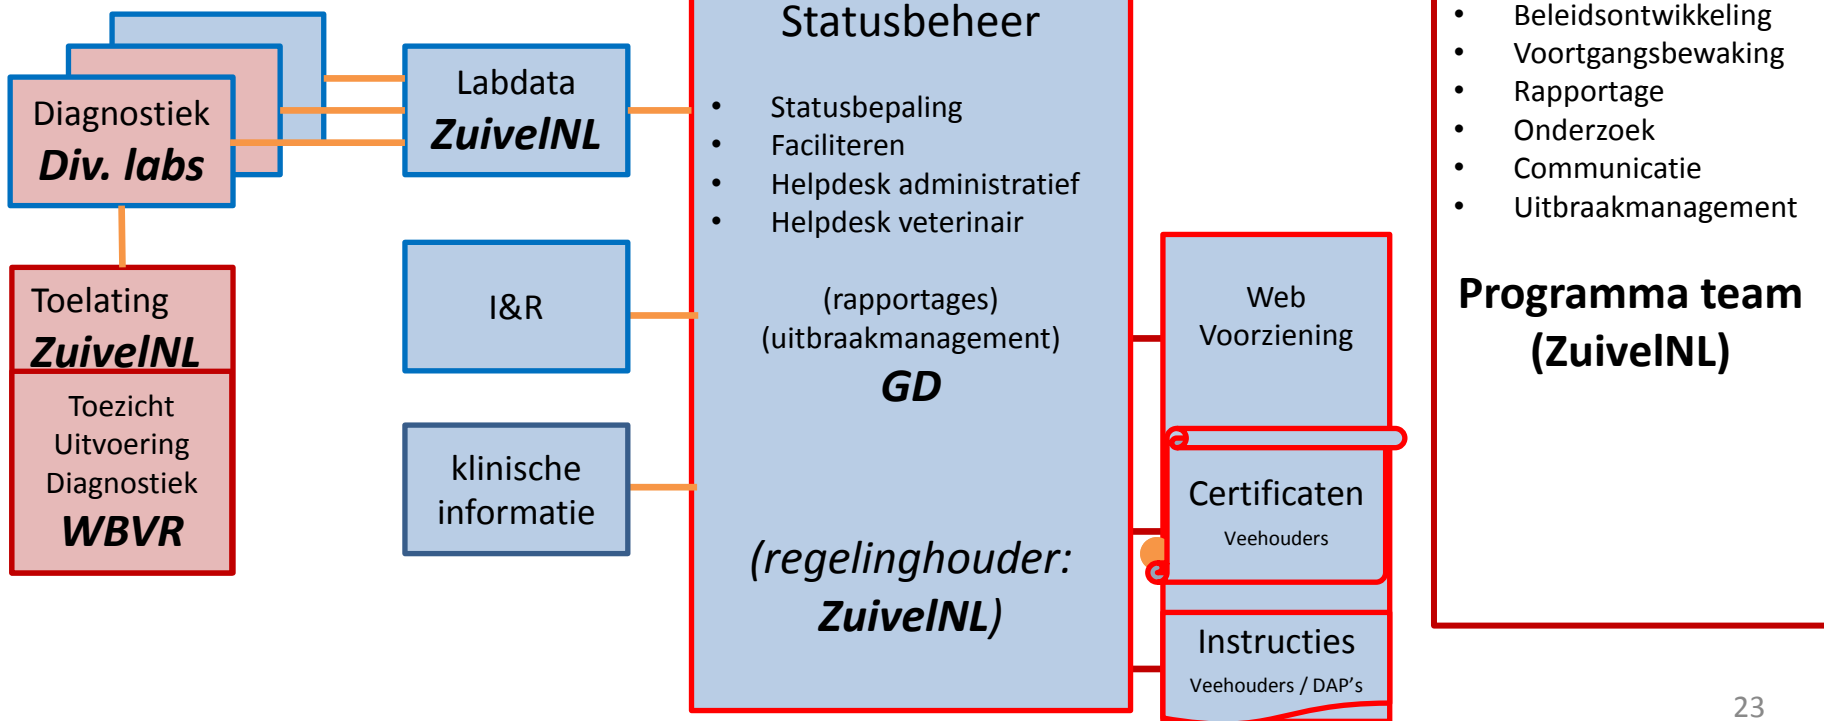 Diagnostiek
Div. labs
Toelating
ZuivelNL
Toezicht
Uitvoering
Diagnostiek
WBVR
Labdata
ZuivelNL
I&R
klinische
informatie
Statusbeheer
• Statusbepaling
• Faciliteren
• Helpdesk administratief
• Helpdesk veterinair
(rapportages)
(uitbraakmanagement)
GD
(regelinghouder:
ZuivelNL)
Web
Voorziening
Certificaten
Veehouders
Instructies
Veehouders / DAP's
• Beleidsontwikkeling
• Voortgangsbewaking
• Rapportage
• Onderzoek
• Communicatie
• Uitbraakmanagement
Programma team
(ZuivelNL)
23